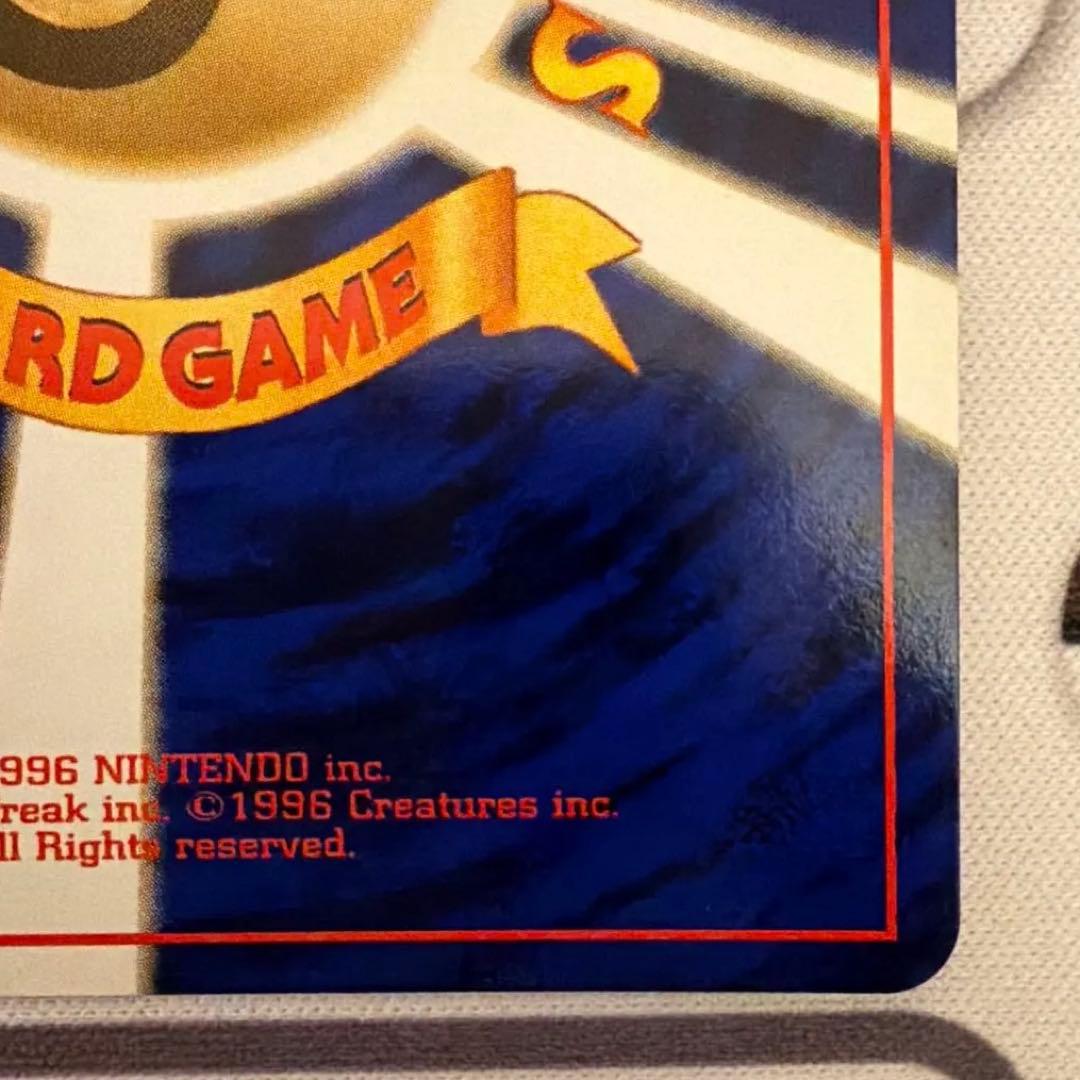 S
RD GAME
996 NINTENDO inc.
reak inc. ©1996 Creatures inc.
ll Rights reserved.